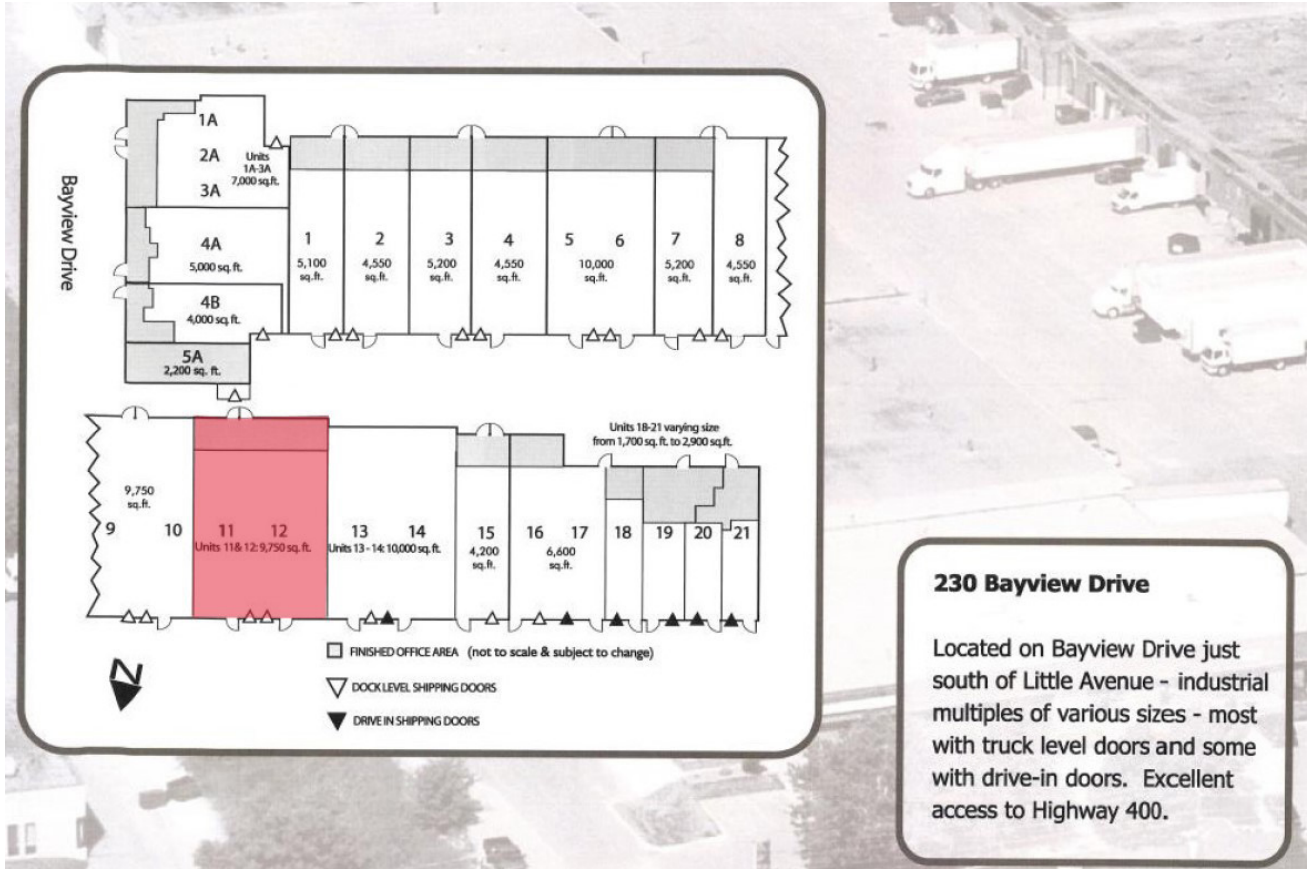 Bayview Drive
1A
2A
3A
Units
1A-3A
7,000 sq.ft.
4A
5,000 sq. ft.
4B
4,000 sq. ft.
5A
2,200 sq. ft.
1
5,100
sq.ft.
2
4,550
sq.ft.
3
5,200
sq.ft.
4
4,550
sq.ft.
5 6
10,000
sq.ft.
7
5,200
sq.ft.
8
4,550
sq.ft.
9,750
sq.ft.
9 10
11 12
Units 11& 12: 9,750 sq. ft.
13 14
Units 13 - 14: 10,000 sq. ft.
15
4,200
sq.ft.
16 17
6,600
sq.ft.
Units 18-21 varying size
from 1,700 sq. ft. to 2,900 sq.ft.
18
19
20
21
N
FINISHED OFFICE AREA (not to scale & subject to change)
DOCK LEVEL SHIPPING DOORS
DRIVE IN SHIPPING DOORS
230 Bayview Drive
Located on Bayview Drive just
south of Little Avenue - industrial
multiples of various sizes - most
with truck level doors and some
with drive-in doors. Excellent
access to Highway 400.